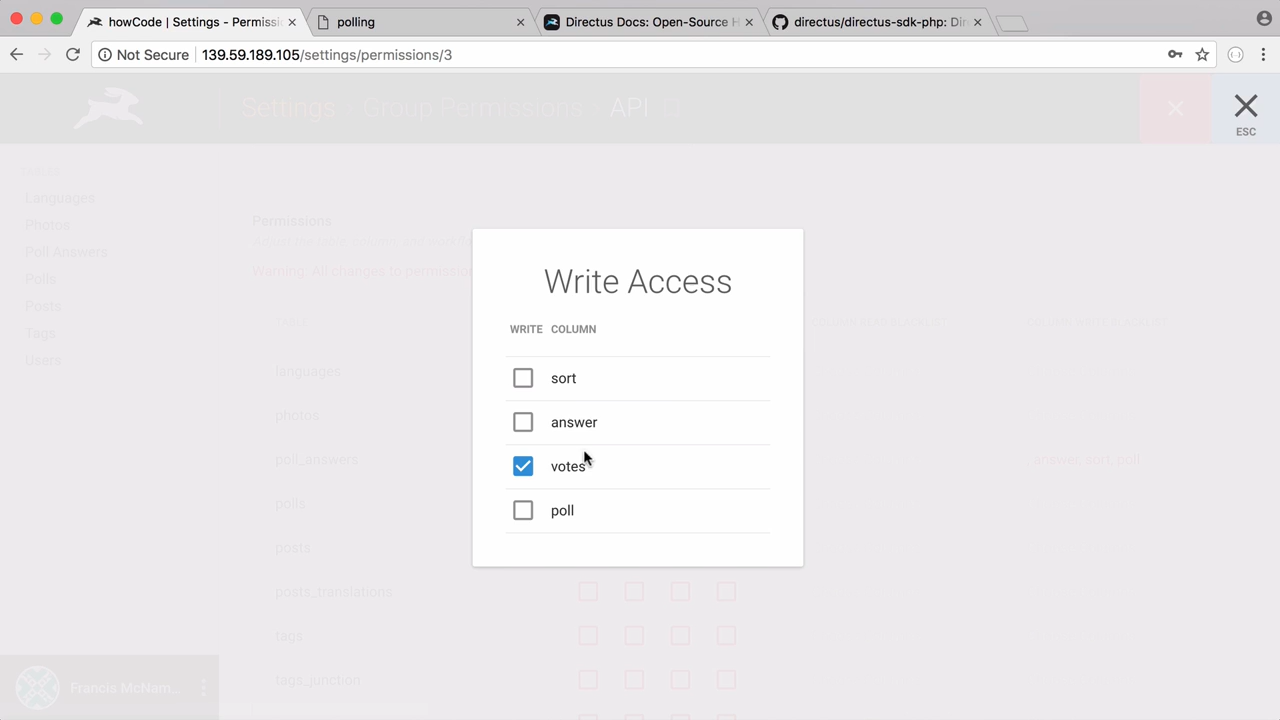 howCode | Settings - Permissi
polling
Directus Docs: Open-Source H
directus/directus-sdk-php: Dir
Not Secure
139.59.189.105/settings/permissions/3
Settings › Group Permissions › API
ESC
Languages
Photos
Poll Answers
Polls
Posts
Tags
Users
Permissions
Warning: All changes to permission
Write Access
WRITE COLUMN
sort
answer
votes
poll
languages
photos
poll_answers
answer, sort, poll
polls
posts
posts_translations
tags
tags_junction
Francis McNam...